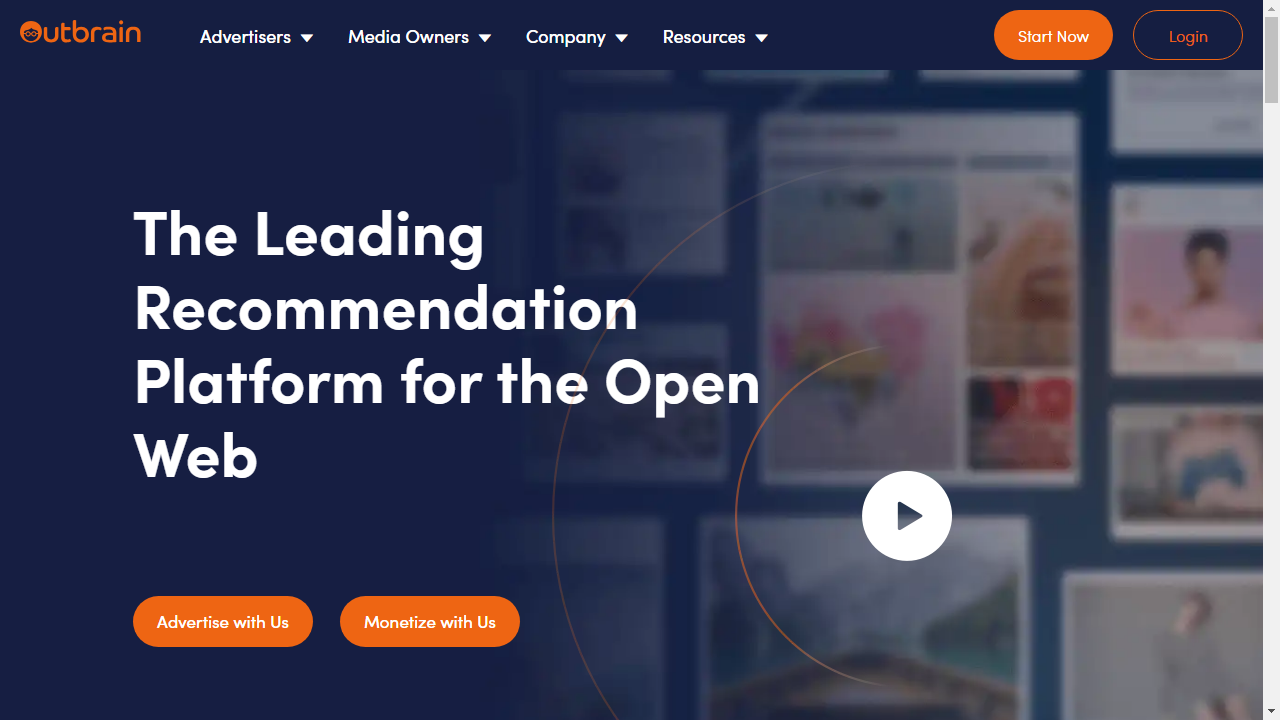 Outbrain
Advertisers
Media Owners
Company
Resources
Start Now
Login
The Leading
Recommendation
Platform for the Open
Web
Advertise with Us
Monetize with Us